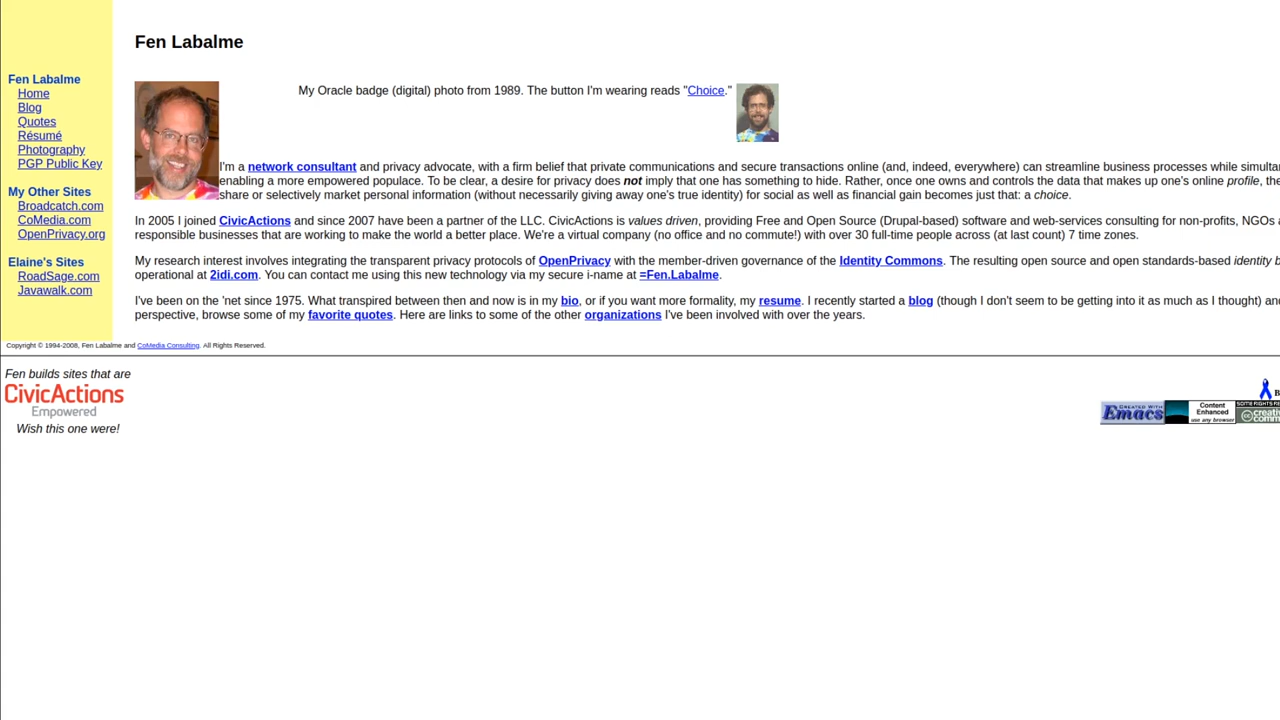 Fen Labalme
Fen Labalme
Home
Blog
Quotes
Résumé
Photography
PGP Public Key
My Other Sites
Broadcatch.com
CoMedia.com
OpenPrivacy.org
Elaine's Sites
RoadSage.com
Javawalk.com
My Oracle badge (digital) photo from 1989. The button I'm wearing reads "Choice."
I'm a network consultant and privacy advocate, with a firm belief that private communications and secure transactions online (and, indeed, everywhere) can streamline business processes while
enabling a more empowered populace. To be clear, a desire for privacy does not imply that one has something to hide. Rather, once one owns and controls the data that makes up one's online profile,
share or selectively market personal information (without necessarily giving away one's true identity) for social as well as financial gain becomes just that: a choice.
In 2005 I joined CivicActions and since 2007 have been a partner of the LLC. CivicActions is values driven, providing Free and Open Source (Drupal-based) software and web-services consulting for non-profits, NGOs
responsible businesses that are working to make the world a better place. We're a virtual company (no office and no commute!) with over 30 full-time people across (at last count) 7 time zones.
My research interest involves integrating the transparent privacy protocols of OpenPrivacy with the member-driven governance of the Identity Commons. The resulting open source and open standards-based identity
operational at 2idi.com. You can contact me using this new technology via my secure i-name at =Fen.Labalme.
I've been on the 'net since 1975. What transpired between then and now is in my bio, or if you want more formality, my resume. I recently started a blog (though I don't seem to be getting into it as much as I thought)
perspective, browse some of my favorite quotes. Here are links to some of the other organizations I've been involved with over the years.
Copyright © 1994-2008, Fen Labalme and CoMedia Consulting. All Rights Reserved.
Fen builds sites that are
CivicActions
Empowered
Wish this one were!
CREATED WITH
Emacs
Content
Enhanced
use any browser
SOME RIGHTS